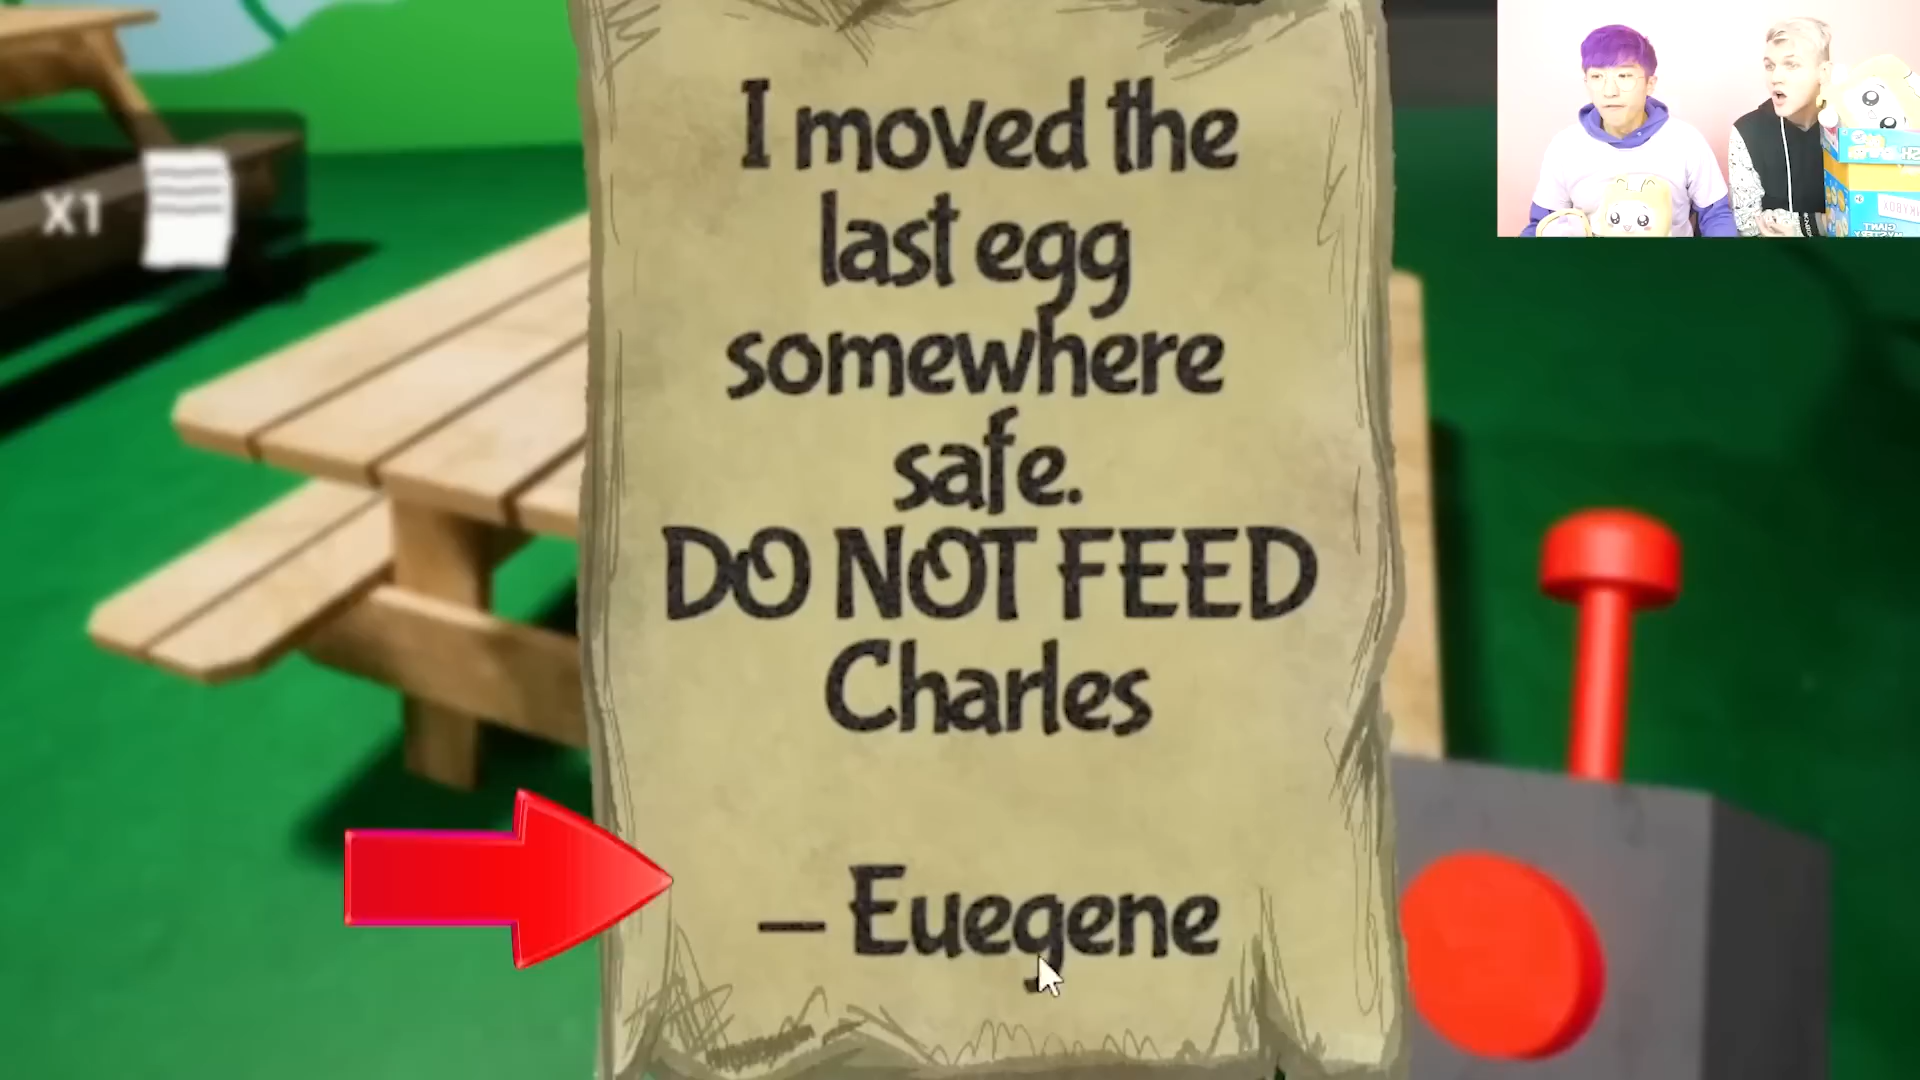 I moved the
last egg
somewhere
safe.
DO NOT FEED
Charles
– Euegene
X1